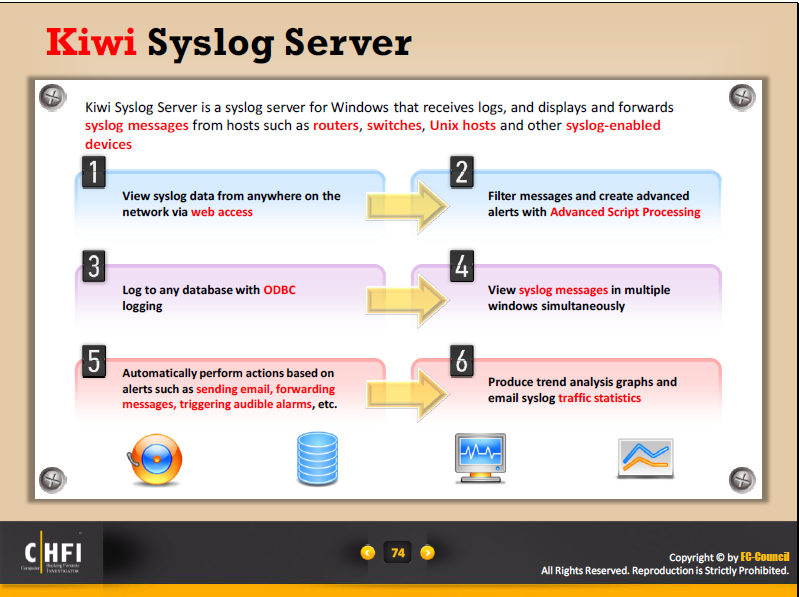 Kiwi Syslog Server
Kiwi Syslog Server is a syslog server for Windows that receives logs, and displays and forwards
syslog messages from hosts such as routers, switches, Unix hosts and other syslog-enabled
devices
1
View syslog data from anywhere on the
network via web access
2
Filter messages and create advanced
alerts with Advanced Script Processing
3
Log to any database with ODBC
logging
4
View syslog messages in multiple
windows simultaneously
5
Automatically perform actions based on
alerts such as sending email, forwarding
messages, triggering audible alarms, etc.
6
Produce trend analysis graphs and
email syslog traffic statistics
CHFI
Computer Hacking Forensic
INVESTIGATOR
74
Copyright © by EC-Council
All Rights Reserved. Reproduction is Strictly Prohibited.